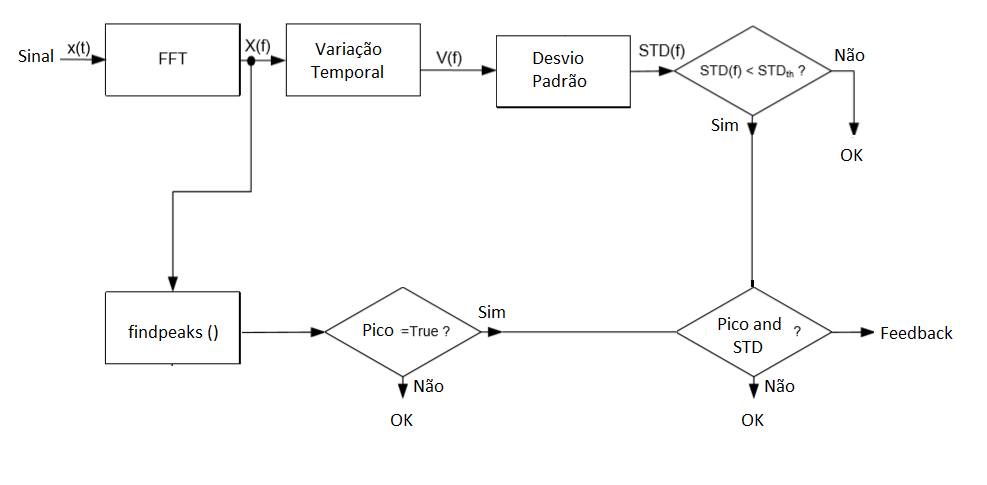 Sinal
x(t)
FFT
X(f)
Variação
Temporal
V(f)
Desvio
Padrão
STD(f)
STD(f) < STDth ?
Não
OK
Sim
findpeaks ()
Pico =True ?
Sim
Não
OK
Pico and ?
STD
Feedback
Não
OK